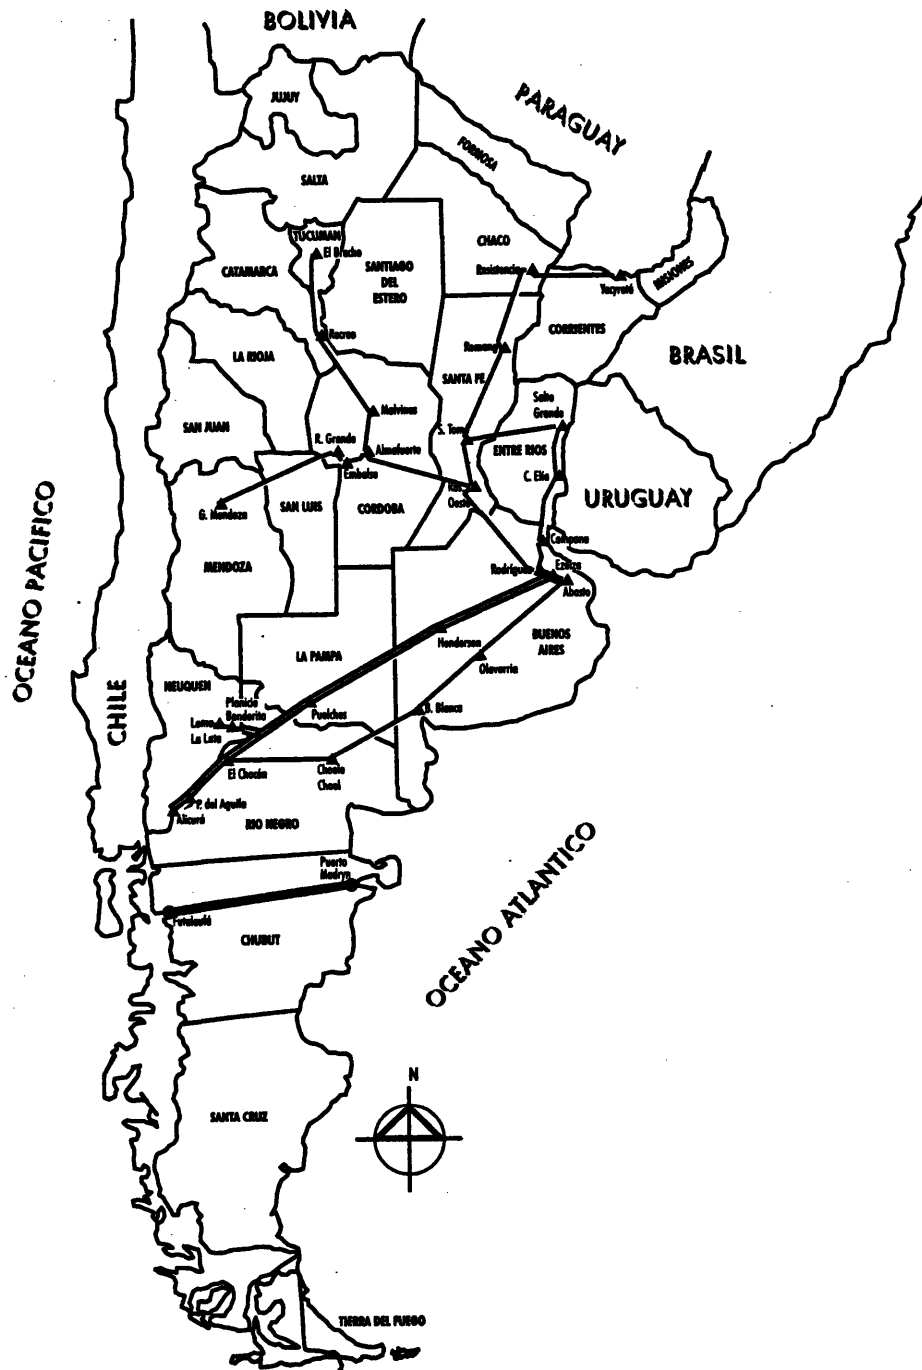 BOLIVIA
JUJUY
PARAGUAY
FORMOSA
SALTA
TUCUMAN
El Bracho
CHACO
CATAMARCA
SANTIAGO
DEL
ESTERO
Resistencia
MISIONES
Yacyretá
CORRIENTES
Recreo
Romang
LA RIOJA
BRASIL
SANTA FE
Salto
Grande
Malvinas
SAN JUAN
R. Grande
Almafuerte
S. Tomé
ENTRE RIOS
Embalse
C. Elía
Oeste
G. Mendoza
SAN LUIS
CORDOBA
URUGUAY
OCEANO PACIFICO
Campana
MENDOZA
Rodríguez
Ezeiza
Abasto
Henderson
BUENOS
AIRES
LA PAMPA
Olavarría
CHILE
NEUQUEN
Planicie
Banderita
Loma
La Lata
Puelches
B. Blanca
El Chocón
Choele
Choel
P. del Aguila
Alicurá
RIO NEGRO
Puerto
Madryn
OCEANO ATLANTICO
Futaleufú
CHUBUT
N
SANTA CRUZ
TIERRA DEL FUEGO